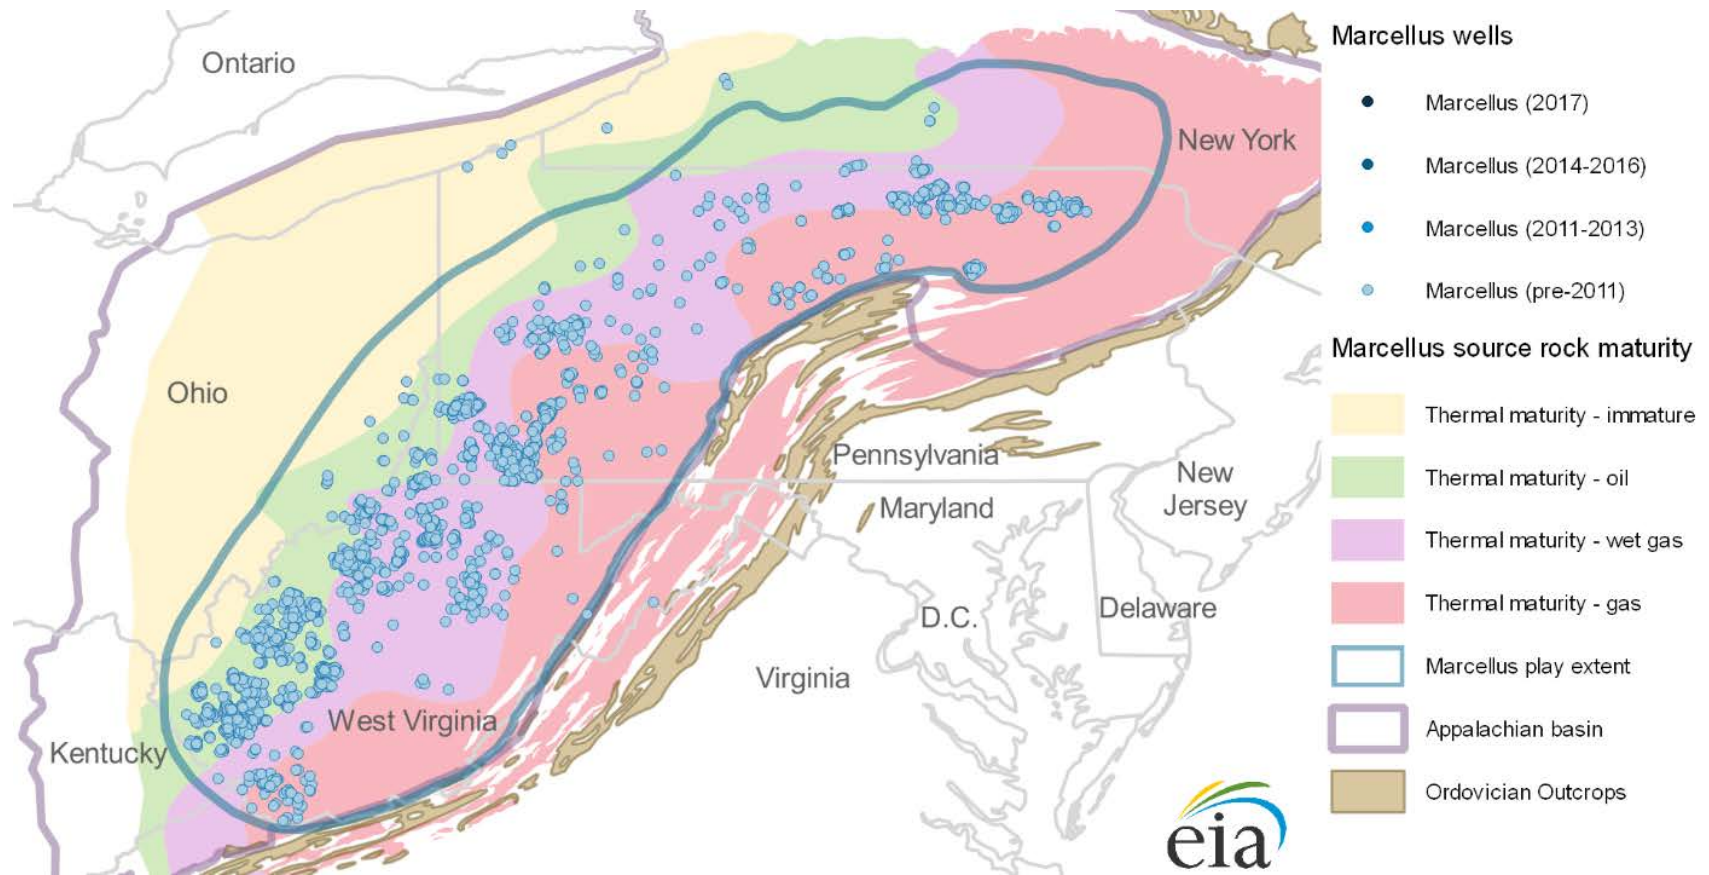 Ontario
New York
Ohio
Pennsylvania
New
Jersey
Maryland
D.C.
Delaware
Virginia
West Virginia
Kentucky
eia
Marcellus wells
Marcellus (2017)
Marcellus (2014-2016)
Marcellus (2011-2013)
Marcellus (pre-2011)
Marcellus source rock maturity
Thermal maturity - immature
Thermal maturity - oil
Thermal maturity - wet gas
Thermal maturity - gas
Marcellus play extent
Appalachian basin
Ordovician Outcrops